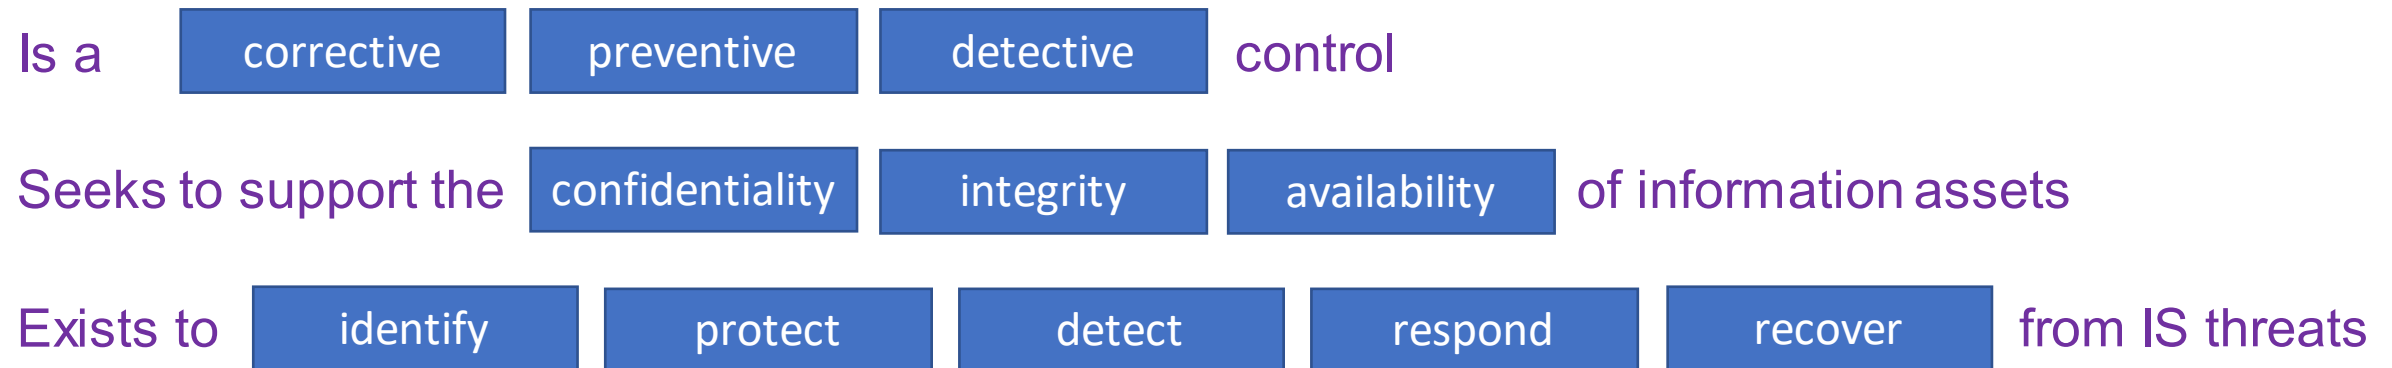 Is a corrective preventive detective control
Seeks to support the confidentiality integrity availability of information assets
Exists to identify protect detect respond recover from IS threats